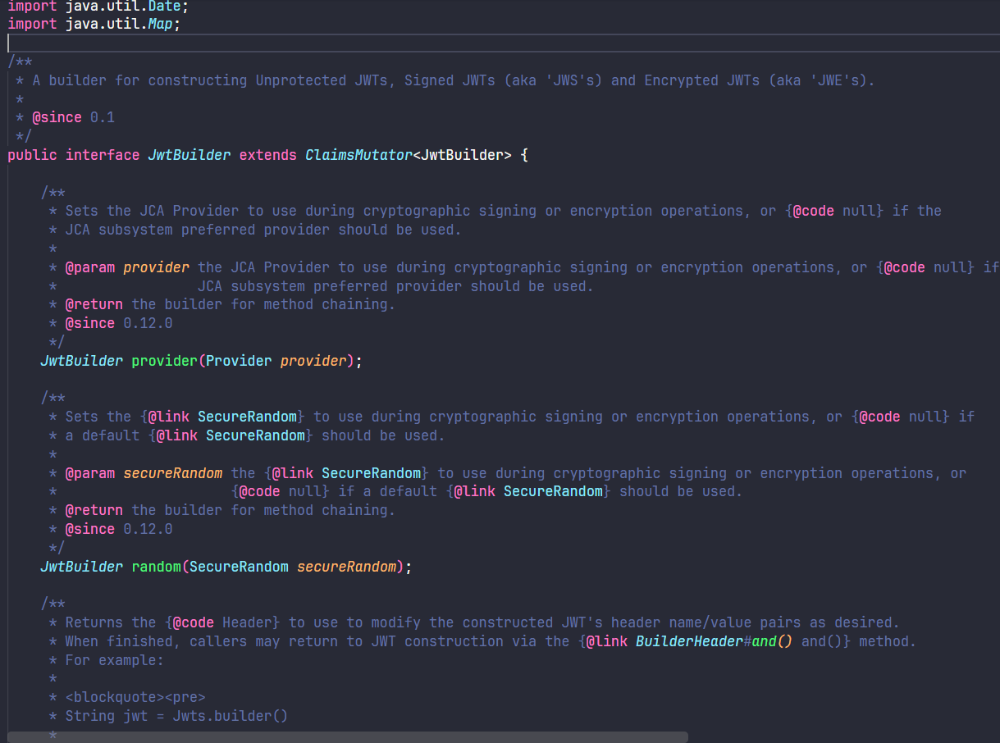 import java.util.Date;
import java.util.Map;
/**
 * A builder for constructing Unprotected JWTs, Signed JWTs (aka 'JWS's) and Encrypted JWTs (aka 'JWE's).
 *
 * @since 0.1
 */
public interface JwtBuilder extends ClaimsMutator<JwtBuilder> {
    /**
     * Sets the JCA Provider to use during cryptographic signing or encryption operations, or {@code null} if the
     * JCA subsystem preferred provider should be used.
     *
     * @param provider the JCA Provider to use during cryptographic signing or encryption operations, or {@code null} if
     *                 JCA subsystem preferred provider should be used.
     * @return the builder for method chaining.
     * @since 0.12.0
     */
    JwtBuilder provider(Provider provider);
    /**
     * Sets the {@link SecureRandom} to use during cryptographic signing or encryption operations, or {@code null} if
     * a default {@link SecureRandom} should be used.
     *
     * @param secureRandom the {@link SecureRandom} to use during cryptographic signing or encryption operations, or
     *                     {@code null} if a default {@link SecureRandom} should be used.
     * @return the builder for method chaining.
     * @since 0.12.0
     */
    JwtBuilder random(SecureRandom secureRandom);
    /**
     * Returns the {@code Header} to use to modify the constructed JWT's header name/value pairs as desired.
     * When finished, callers may return to JWT construction via the {@link BuilderHeader#and() and()} method.
     * For example:
     *
     * <blockquote><pre>
     * String jwt = Jwts.builder()
     *